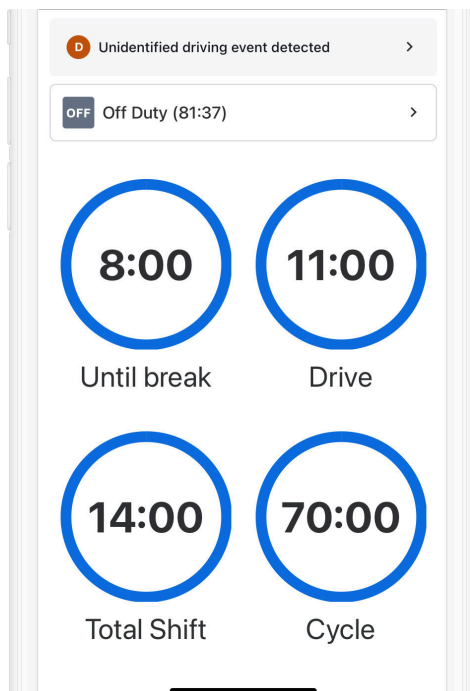 D Unidentified driving event detected
OFF Off Duty (81:37)
8:00
11:00
Until break
Drive
14:00
70:00
Total Shift
Cycle